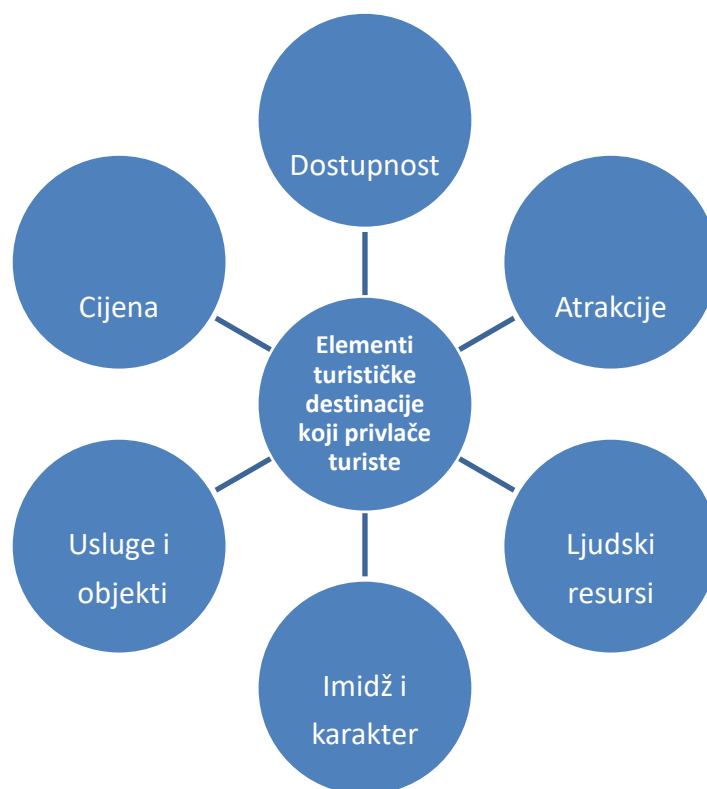 Dostupnost
Cijena
Atrakcije
Elementi
turističke
destinacije
koji privlače
turiste
Usluge i
objekti
Ljudski
resursi
Imidž i
karakter